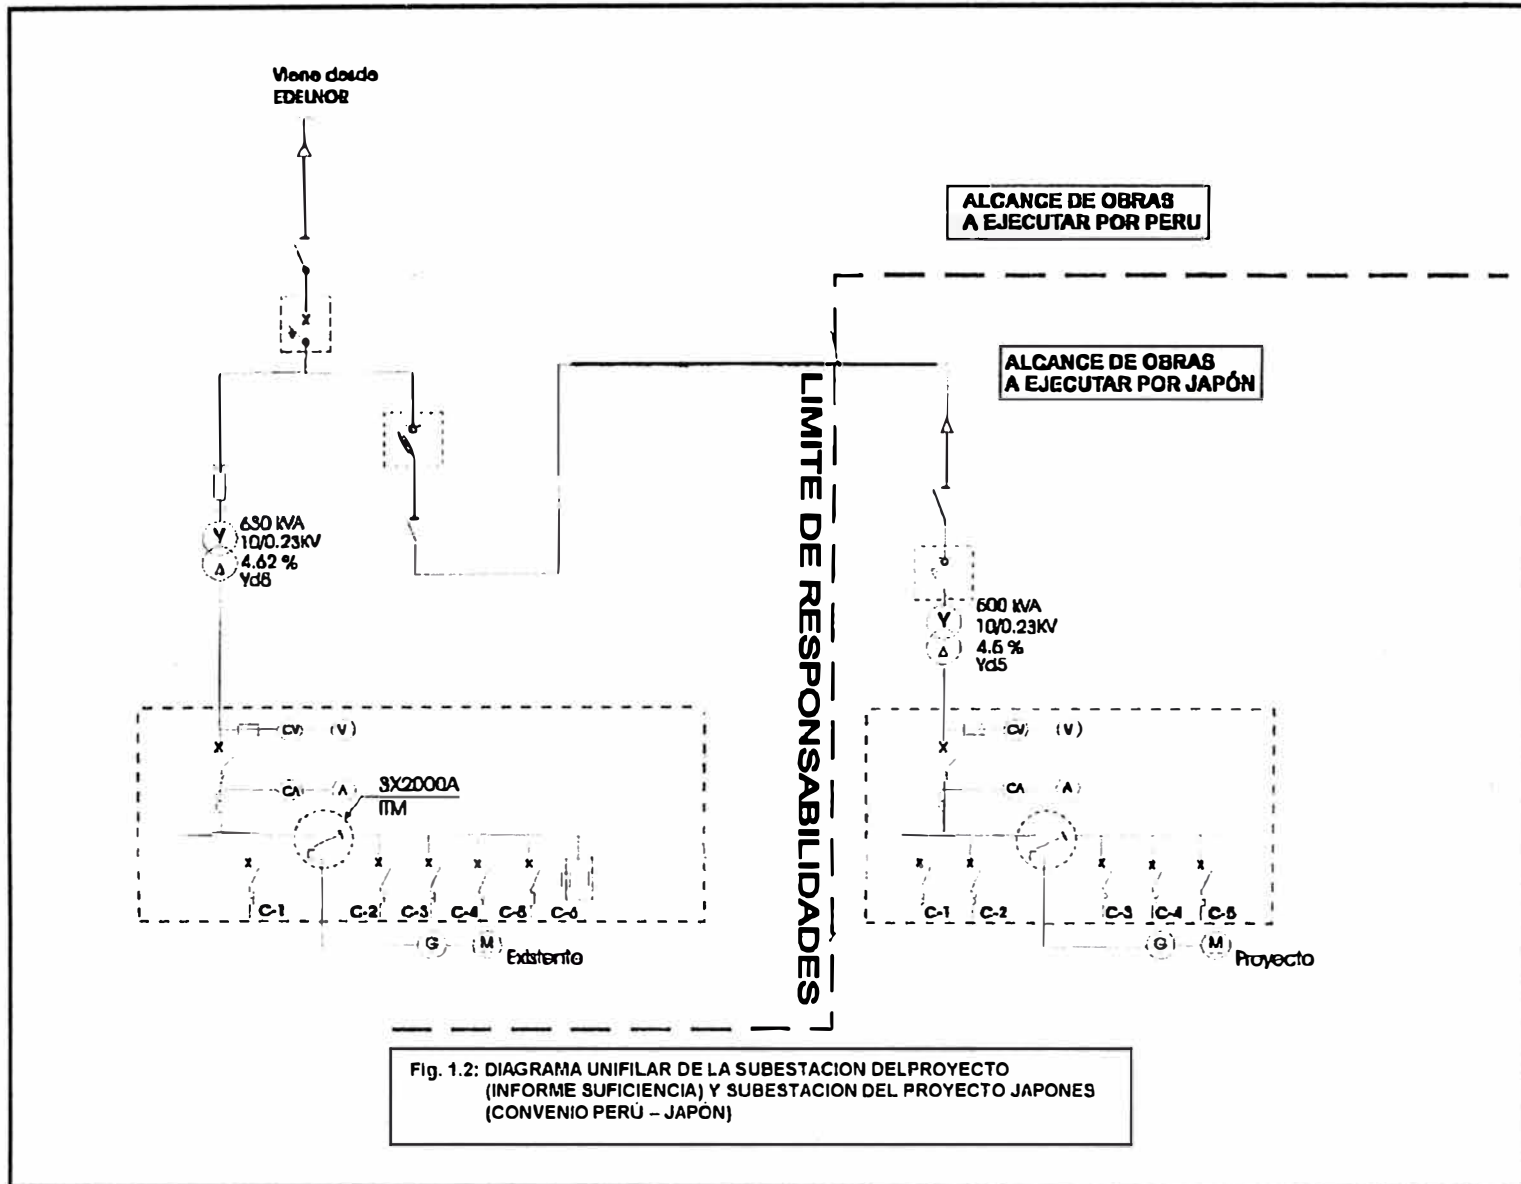 Viene desde
EDELNOR
ALCANCE DE OBRAS
A EJECUTAR POR PERU
ALCANCE DE OBRAS
A EJECUTAR POR JAPÓN
LIMITE DE RESPONSABILIDADES
Y
Δ
630 KVA
10/0.23KV
4.62 %
Y
Δ
600 KVA
10/0.23KV
Yd5
CV
V
CA
A
3X2000A
ITM
C-1
C-2
C-3
C-4
C-5
C-6
G
M
Existente
CV
V
CA
A
C-1
C-2
C-3
C-4
C-5
G
M
Proyecto
Fig. 1.2: DIAGRAMA UNIFILAR DE LA SUBESTACION DELPROYECTO
(INFORME SUFICIENCIA) Y SUBESTACION DEL PROYECTO JAPONES
(CONVENIO PERÚ – JAPÓN)